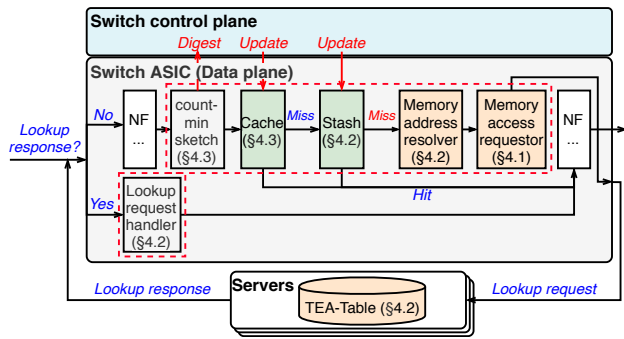 Switch control plane
Digest
Update
Update
Switch ASIC (Data plane)
No
NF
...
count-
min
sketch
(§4.3)
Cache
(§4.3)
Miss
Stash
(§4.2)
Miss
Memory
address
resolver
(§4.2)
Memory
access
requestor
(§4.1)
NF
...
Lookup
response?
Yes
Lookup
request
handler
(§4.2)
Hit
Lookup response
Servers
TEA-Table (§4.2)
Lookup request